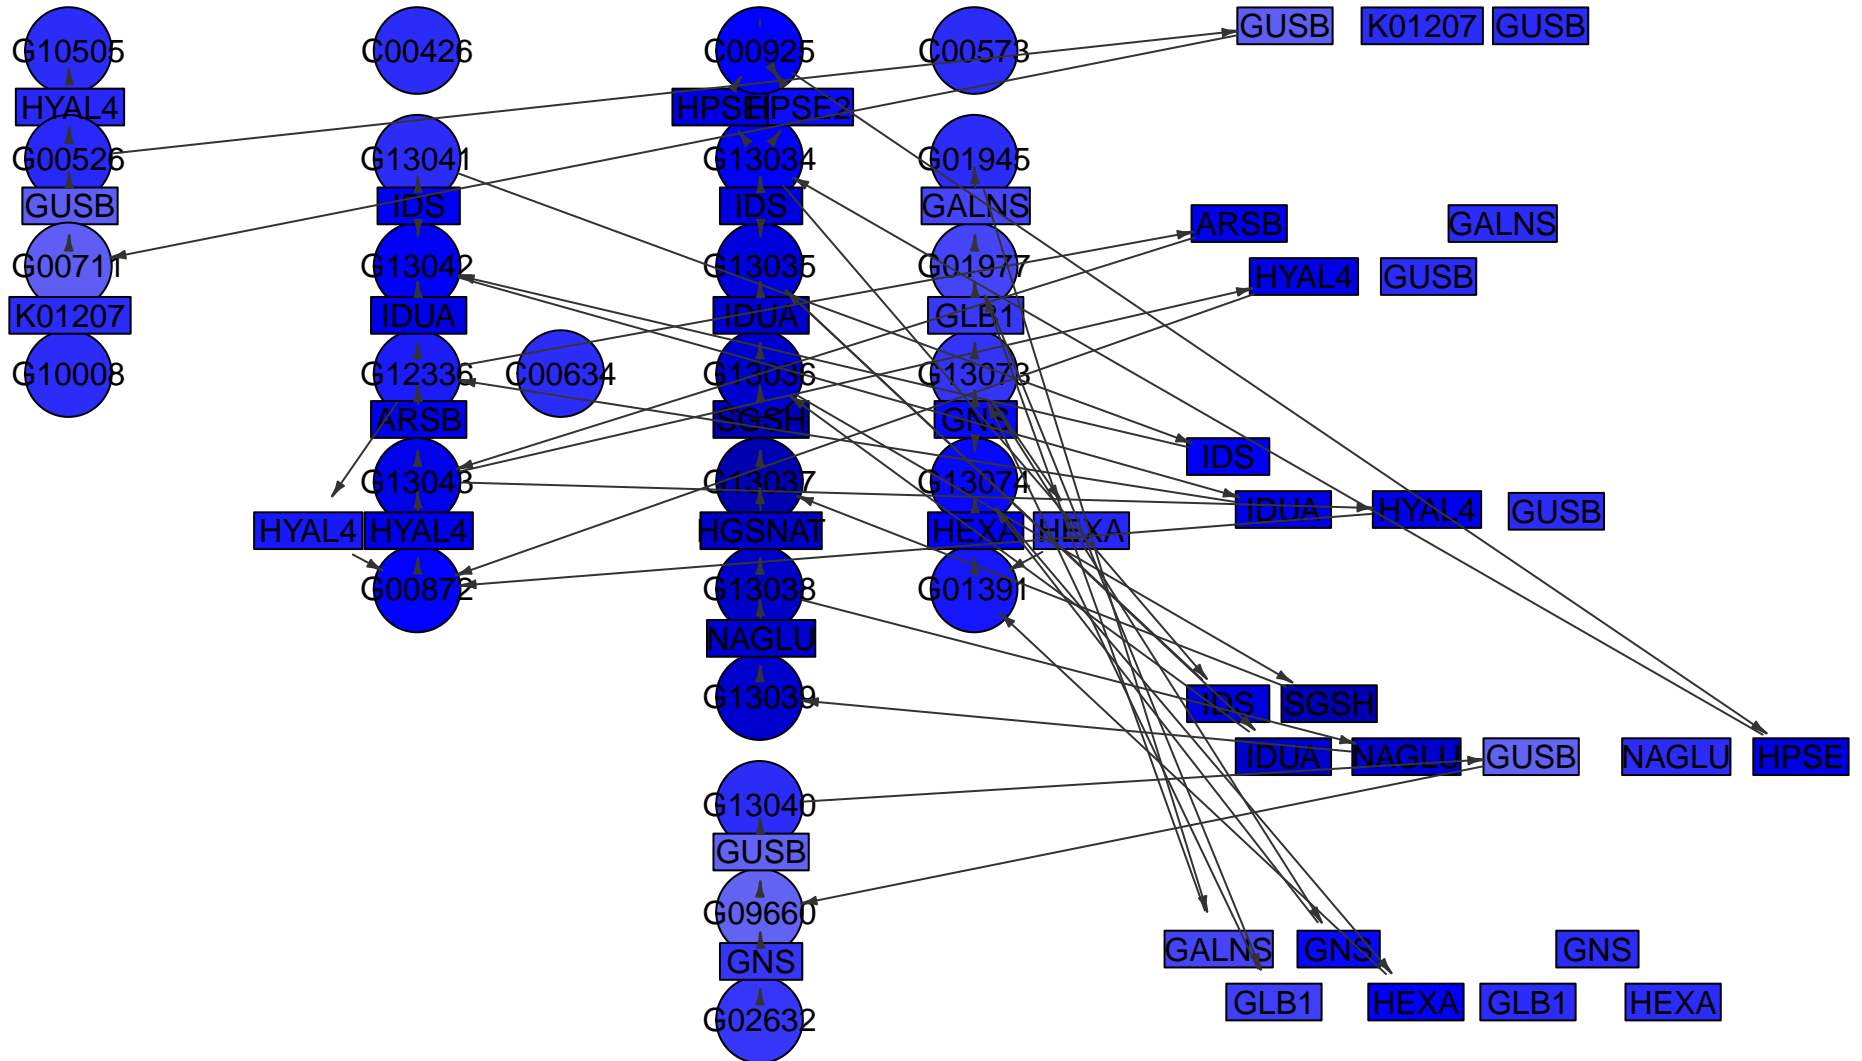 G10505
C00426
C00925
C00573
GUSB
K01207
GUSB
HYAL4
HPSE
HPSE2
G00526
G13041
G13034
G01945
GUSB
IDS
IDS
GALNS
ARSB
GALNS
G00711
G13042
G13035
G01977
HYAL4
GUSB
K01207
IDUA
IDUA
GLB1
G10008
G12336
C00634
G13036
G13073
ARSB
SGSH
GNS
IDS
G13043
G13037
G13074
IDUA
HYAL4
GUSB
HYAL4
HYAL4
HGSNAT
HEXA
HEXA
G00872
G13038
G01391
NAGLU
G13039
IDS
SGSH
IDUA
NAGLU
GUSB
NAGLU
HPSE
G13040
GUSB
G09660
GNS
GALNS
GNS
GNS
G02632
GLB1
HEXA
GLB1
HEXA